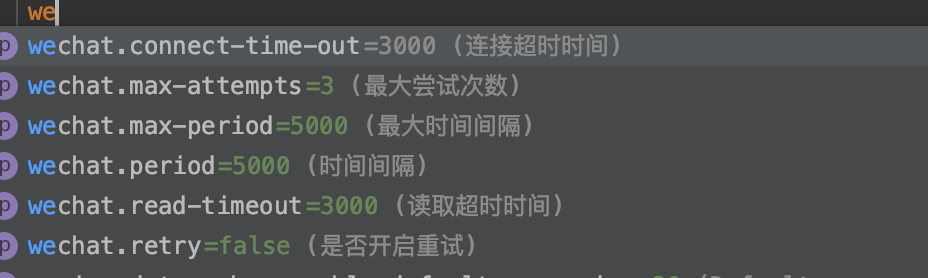 we
p wechat.connect-time-out=3000 (连接超时时间)
p wechat.max-attempts=3 (最大尝试次数)
p wechat.max-period=5000 (最大时间间隔)
p wechat.period=5000 (时间间隔)
p wechat.read-timeout=3000 (读取超时时间)
p wechat.retry=false (是否开启重试)